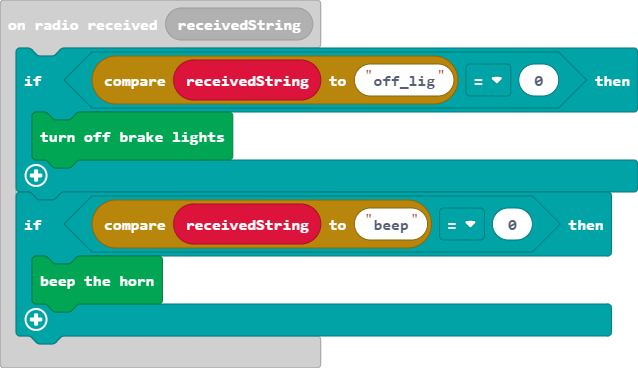 on radio received receivedString
if compare receivedString to "off_lig" = 0 then
turn off brake lights
if compare receivedString to "beep" = 0 then
beep the horn